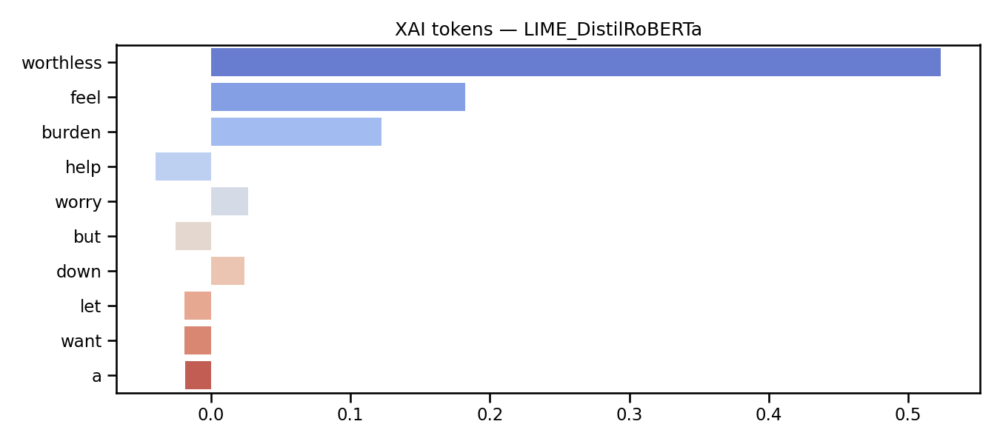 XAI tokens — LIME_DistilRoBERTa
worthless
feel
burden
help
worry
but
down
let
want
a
0.0 0.1 0.2 0.3 0.4 0.5